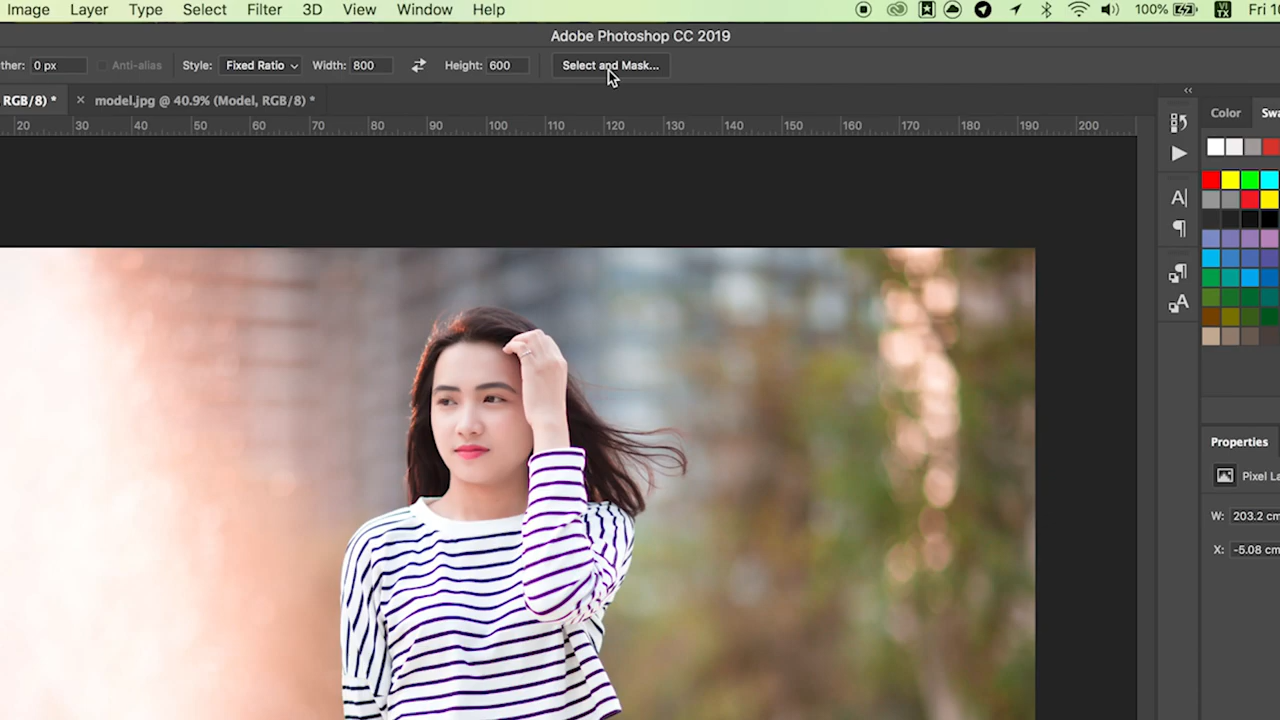 Image Layer Type Select Filter 3D View Window Help 100% Fri 10
Adobe Photoshop CC 2019
ther: 0 px Anti-alias Style: Fixed Ratio Width: 800 Height: 600 Select and Mask...
RGB/8) * × model.jpg @ 40.9% (Model, RGB/8) *
20 30 40 50 60 70 80 90 100 110 120 130 140 150 160 170 180 190 200
Color Swa
A
¶
¶
A
Properties
Pixel La
W: 203.2 cm
X: -5.08 cm